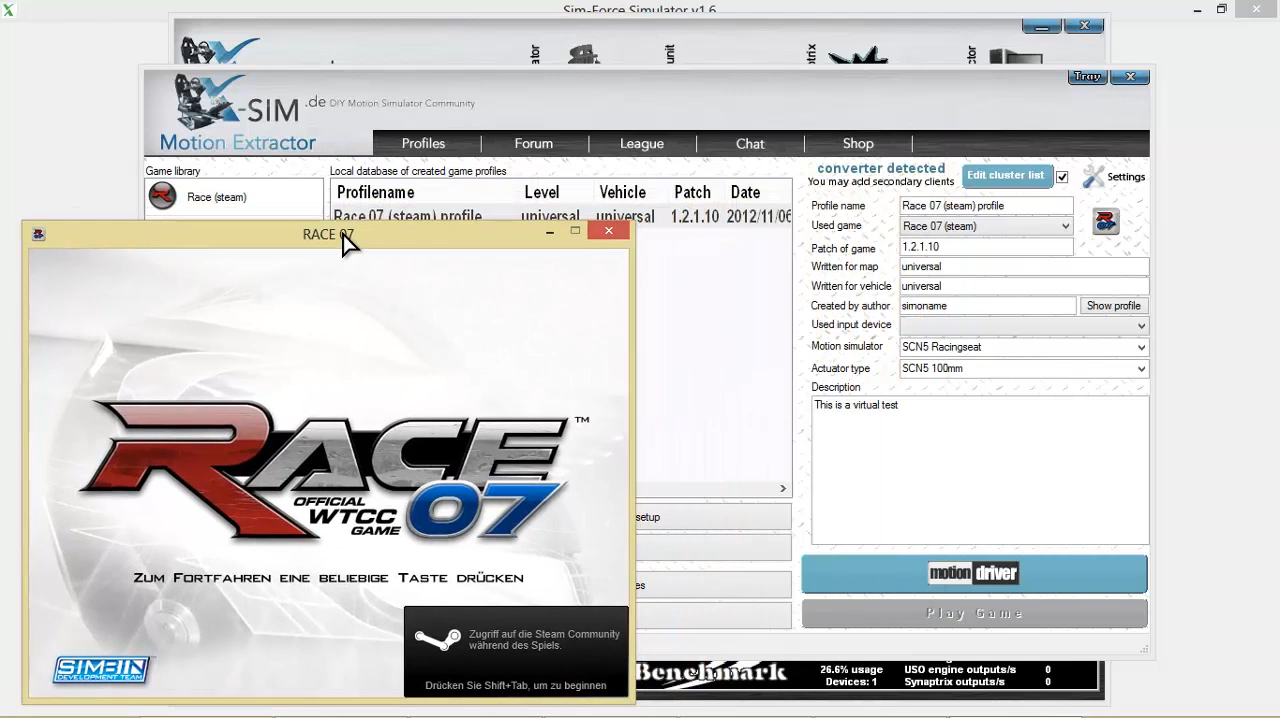 Sim-Force Simulator v1.6
X-SIM .de DIY Motion Simulator Community
Tray
Motion Extractor
Profiles
Forum
League
Chat
Shop
Game library
Race (steam)
Local database of created game profiles
Profilename Level Vehicle Patch Date
Race 07 (steam) profile universal universal 1.2.1.10 2012/11/06
converter detected
You may add secondary clients
Edit cluster list
Settings
Profile name Race 07 (steam) profile
Used game Race 07 (steam)
Patch of game 1.2.1.10
Written for map universal
Written for vehicle universal
Created by author simoname Show profile
Used input device
Motion simulator SCN5 Racingseat
Actuator type SCN5 100mm
Description
This is a virtual test
motion driver
Play Game
setup
RACE 07
RACE 07 ™
OFFICIAL
WTCC
GAME
Zum Fortfahren eine beliebige Taste drücken
Zugriff auf die Steam Community
während des Spiels.
Drücken Sie Shift+Tab, um zu beginnen
SIMBIN
DEVELOPMENT TEAM
Benchmark
26.6% usage USO engine outputs/s 0
Devices: 1 Synaptrix outputs/s 0